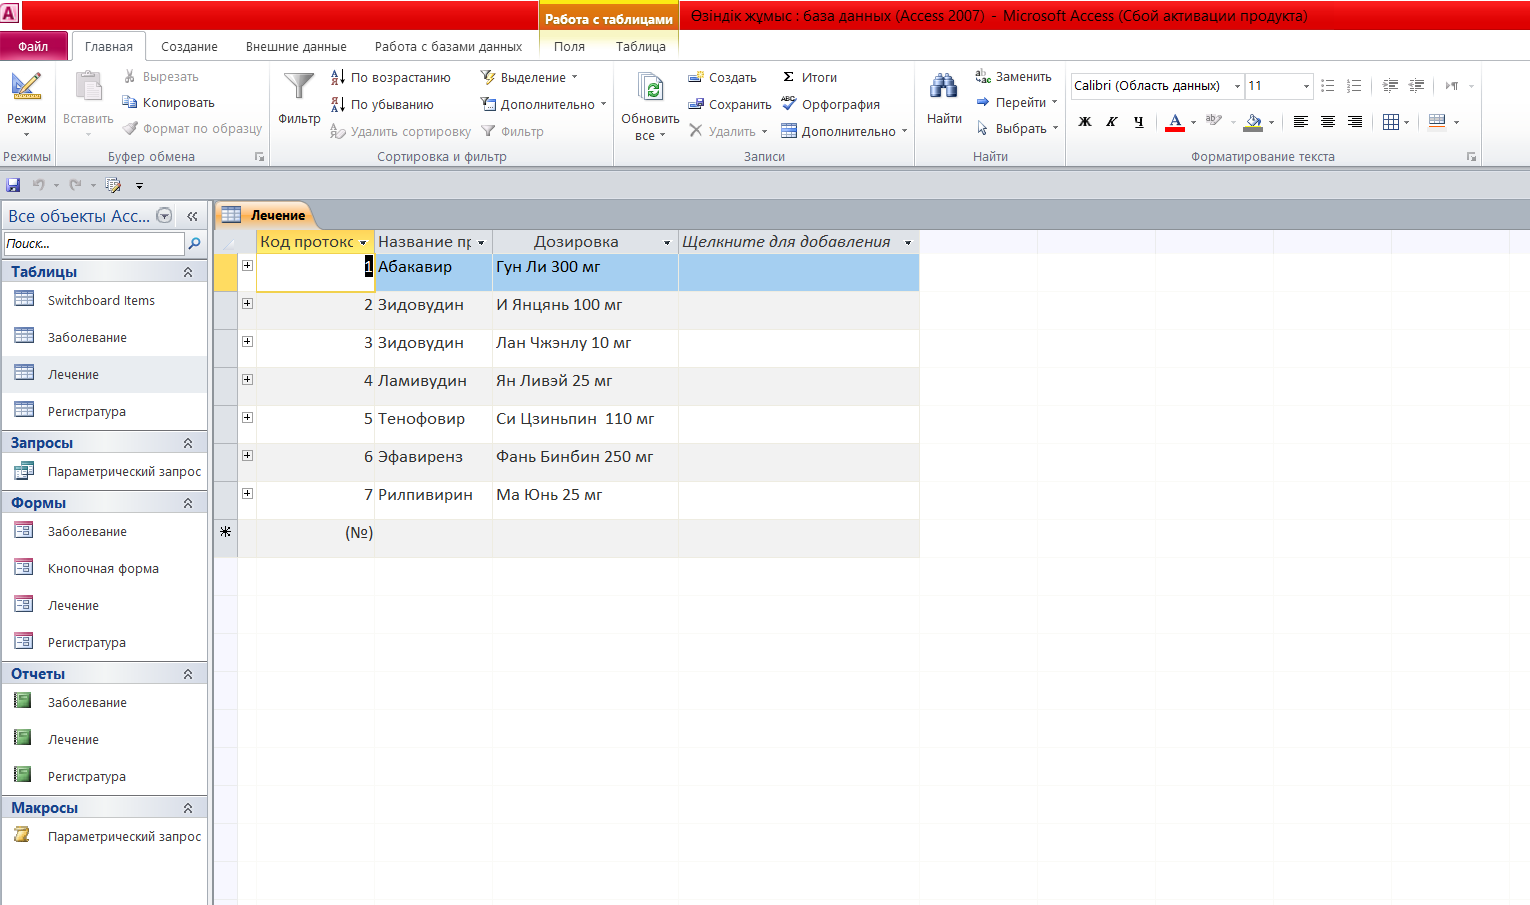 Работа с таблицами
Өзіндік жұмыс : база данных (Access 2007) - Microsoft Access (Сбой активации продукта)
Файл
Главная
Создание
Внешние данные
Работа с базами данных
Поля
Таблица
Режим
Режимы
Вставить
Вырезать
Копировать
Формат по образцу
Буфер обмена
Фильтр
По возрастанию
По убыванию
Удалить сортировку
Выделение
Дополнительно
Фильтр
Сортировка и фильтр
Обновить
все
Создать
Сохранить
Удалить
Итоги
Орфография
Дополнительно
Записи
Найти
Заменить
Перейти
Выбрать
Найти
Calibri (Область данных)
11
Ж К Ч А
Форматирование текста
Все объекты Acc...
Поиск...
Таблицы
Switchboard Items
Заболевание
Лечение
Регистратура
Запросы
Параметрический запрос
Формы
Заболевание
Кнопочная форма
Лечение
Регистратура
Отчеты
Заболевание
Лечение
Регистратура
Макросы
Параметрический запрос
Лечение
Код протокс Название пр Дозировка Щелкните для добавления
1 Абакавир Гун Ли 300 мг
2 Зидовудин И Янцянь 100 мг
3 Зидовудин Лан Чжэнлу 10 мг
4 Ламивудин Ян Ливэй 25 мг
5 Тенофовир Си Цзиньпин 110 мг
6 Эфавиренз Фань Бинбин 250 мг
7 Рилпивирин Ма Юнь 25 мг
(№)